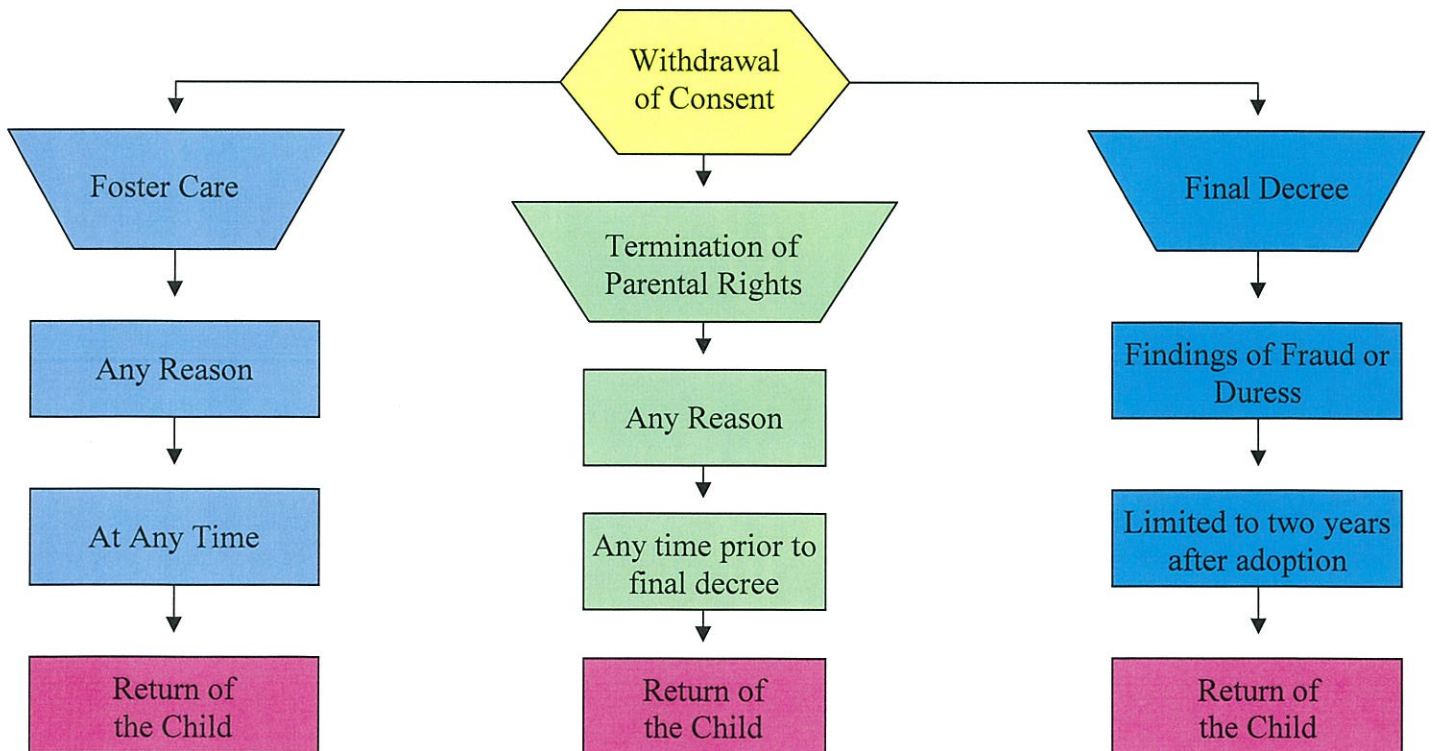 Withdrawal
of Consent
Foster Care
Any Reason
At Any Time
Return of
the Child
Termination of
Parental Rights
Any Reason
Any time prior to
final decree
Return of
the Child
Final Decree
Findings of Fraud or
Duress
Limited to two years
after adoption
Return of
the Child